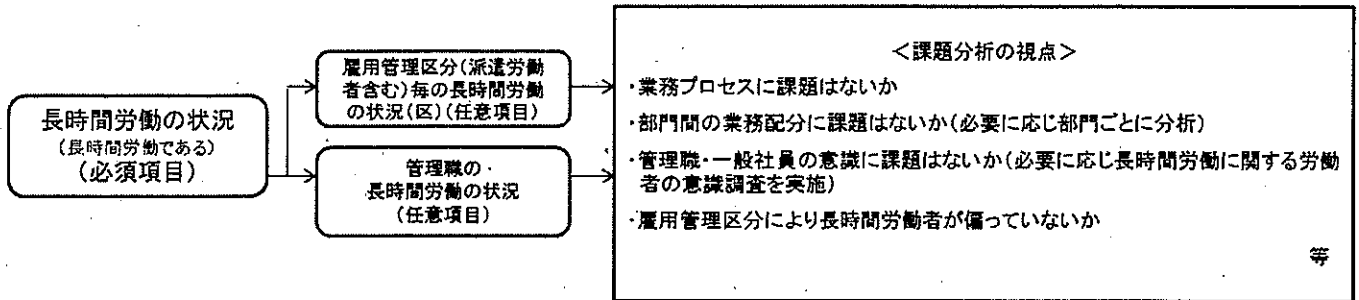 長時間労働の状況
(長時間労働である)
(必須項目)
雇用管理区分(派遣労働
者含む)毎の長時間労働
の状況(区)(任意項目)
管理職の・
長時間労働の状況
(任意項目)
＜課題分析の視点＞
・業務プロセスに課題はないか
・部門間の業務配分に課題はないか(必要に応じ部門ごとに分析)
・管理職・一般社員の意識に課題はないか(必要に応じ長時間労働に関する労働
者の意識調査を実施)
・雇用管理区分により長時間労働者が偏っていないか
等